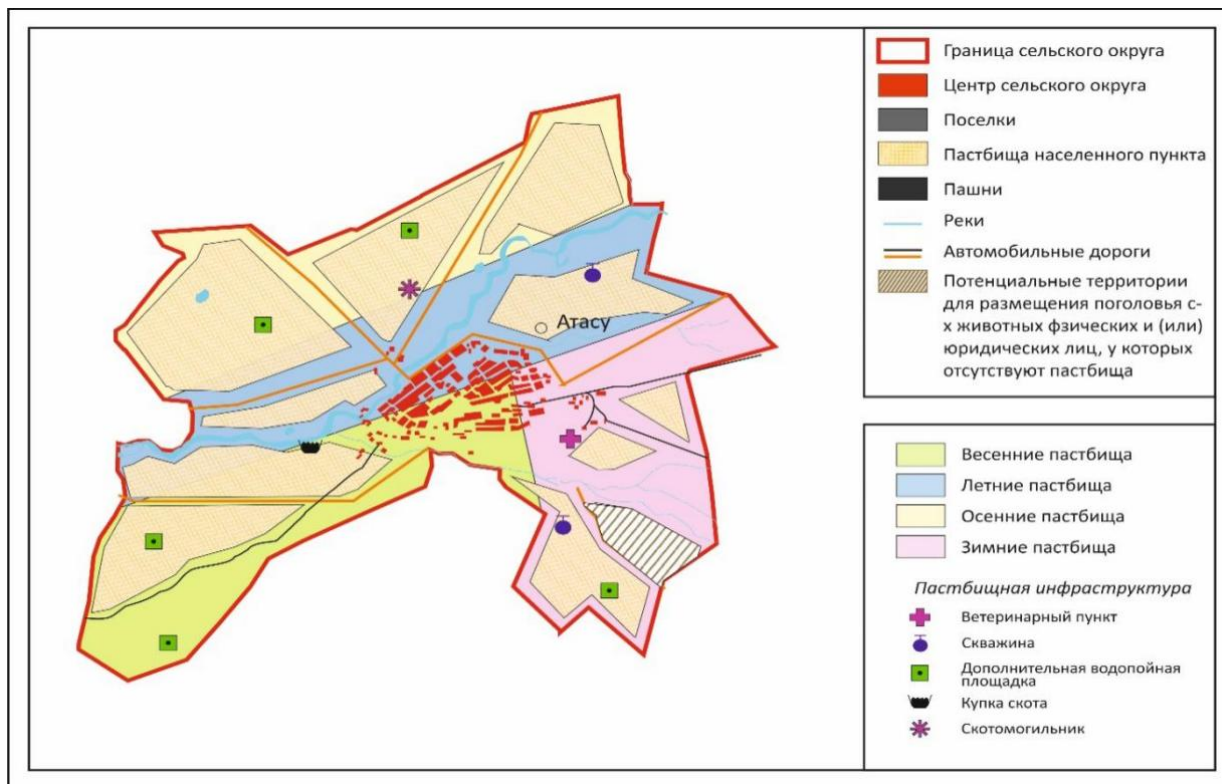 Граница сельского округа
Центр сельского округа
Поселки
Пастбища населенного пункта
Пашни
Реки
Автомобильные дороги
Потенциальные территории
для размещения поголовья с-
х животных фзических и (или)
юридических лиц, у которых
отсутствуют пастбища
Атасу
Весенние пастбища
Летние пастбища
Осенние пастбища
Зимние пастбища
Пастбищная инфраструктура
Ветеринарный пункт
Скважина
Дополнительная водопойная
площадка
Купка скота
Скотомогильник